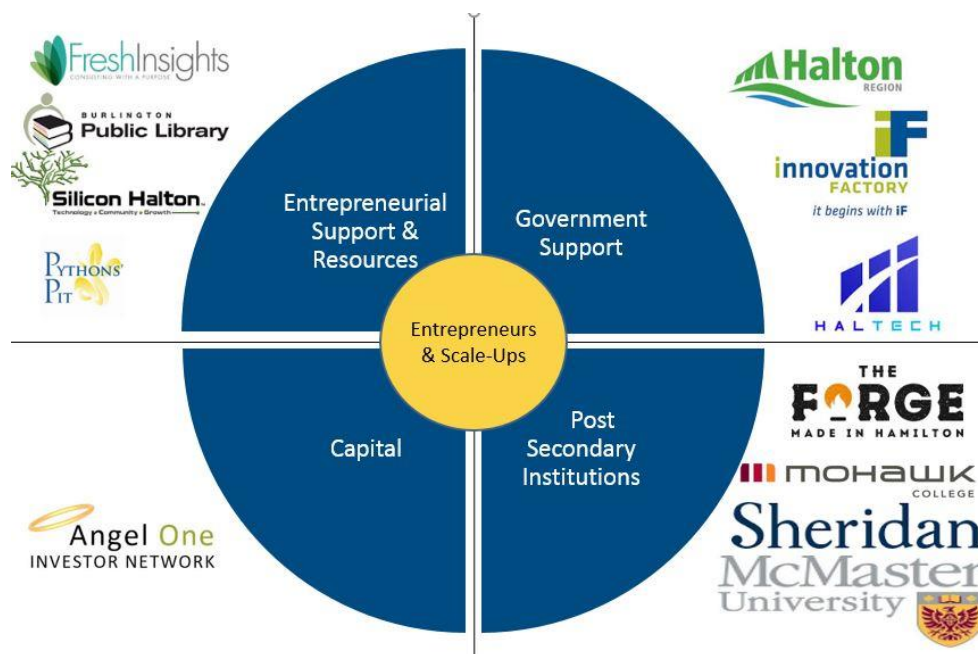 FreshInsights
CONSULTING WITH A PURPOSE
BURLINGTON
Public Library
Silicon Halton
Technology • Community • Growth
PYTHONS'
PIT
Entrepreneurial
Support &
Resources
Government
Support
Halton
REGION
iF
innovation
FACTORY
it begins with iF
HALTECH
Entrepreneurs
& Scale-Ups
Capital
Post
Secondary
Institutions
Angel One
INVESTOR NETWORK
THE
FORGE
MADE IN HAMILTON
mohawk
COLLEGE
Sheridan
McMaster
University